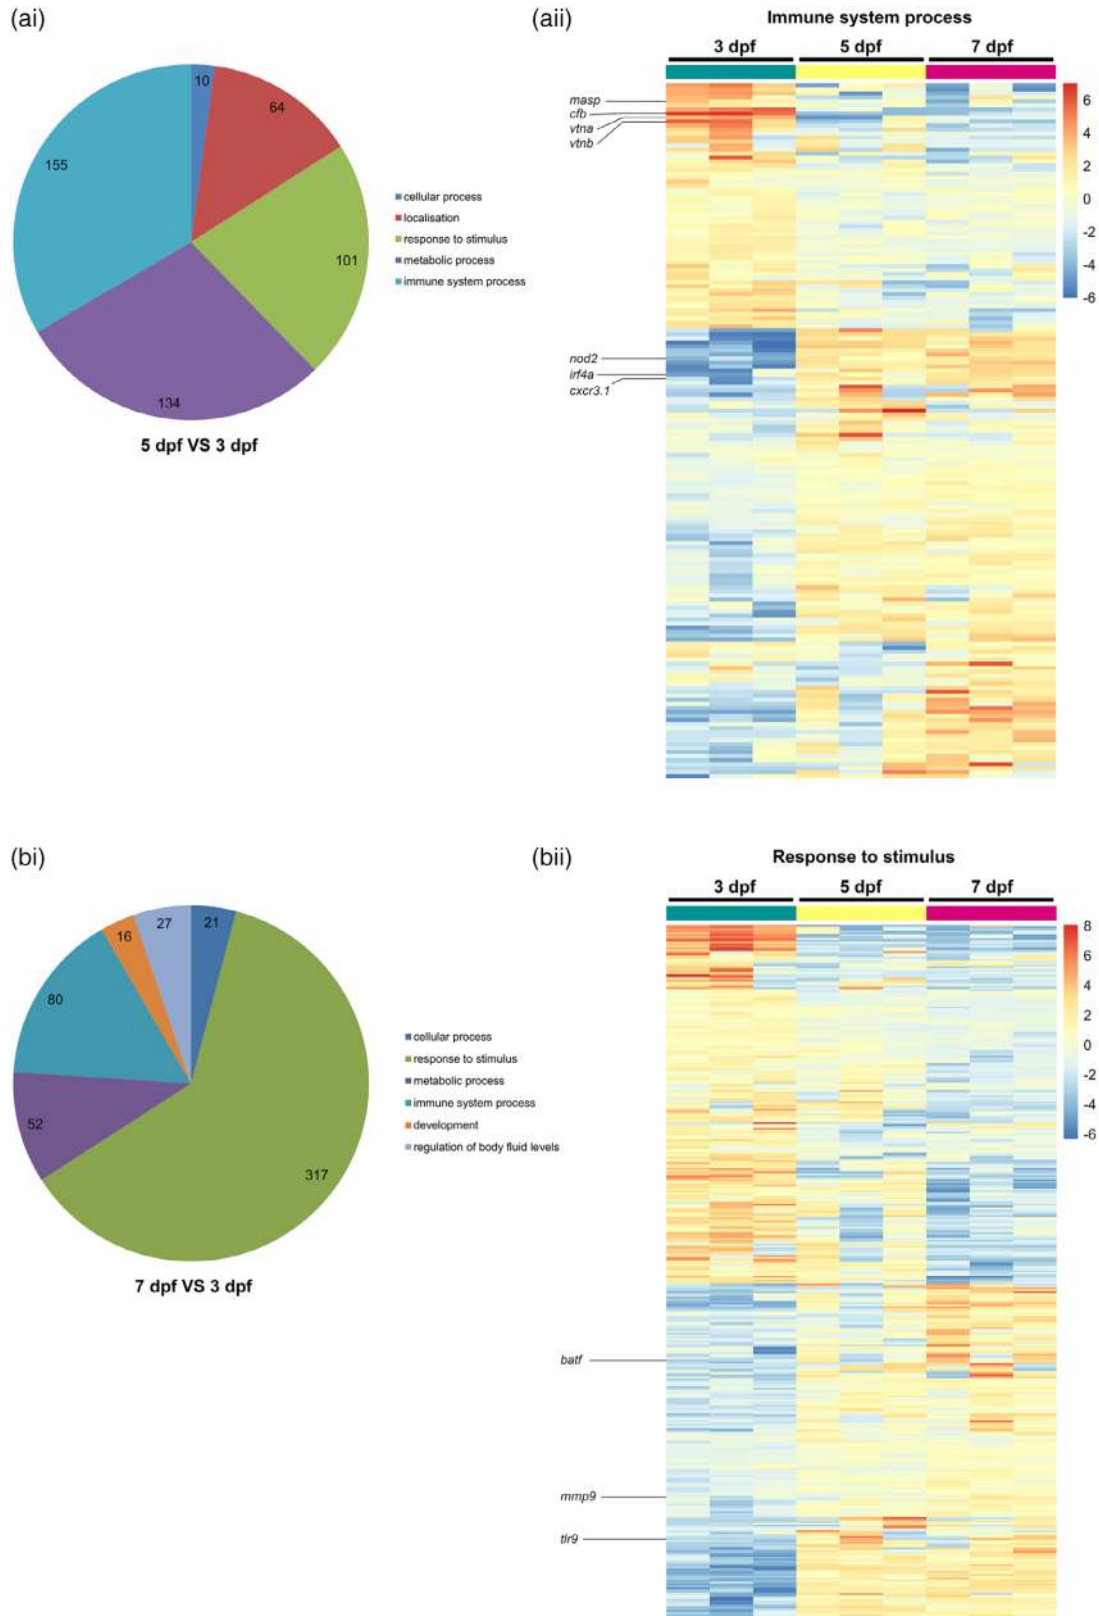 (ai)
10
64
155
101
134
cellular process
localisation
response to stimulus
metabolic process
immune system process
5 dpf VS 3 dpf
(aii)
Immune system process
3 dpf 5 dpf 7 dpf
masp
cfb
vtna
vtnb
nod2
irf4a
cxcr3.1
6
4
2
0
-2
-4
-6
(bi)
27 21
16
80
52
317
cellular process
response to stimulus
metabolic process
immune system process
development
regulation of body fluid levels
7 dpf VS 3 dpf
(bii)
Response to stimulus
3 dpf 5 dpf 7 dpf
batf
mmp9
tlr9
8
6
4
2
0
-2
-4
-6